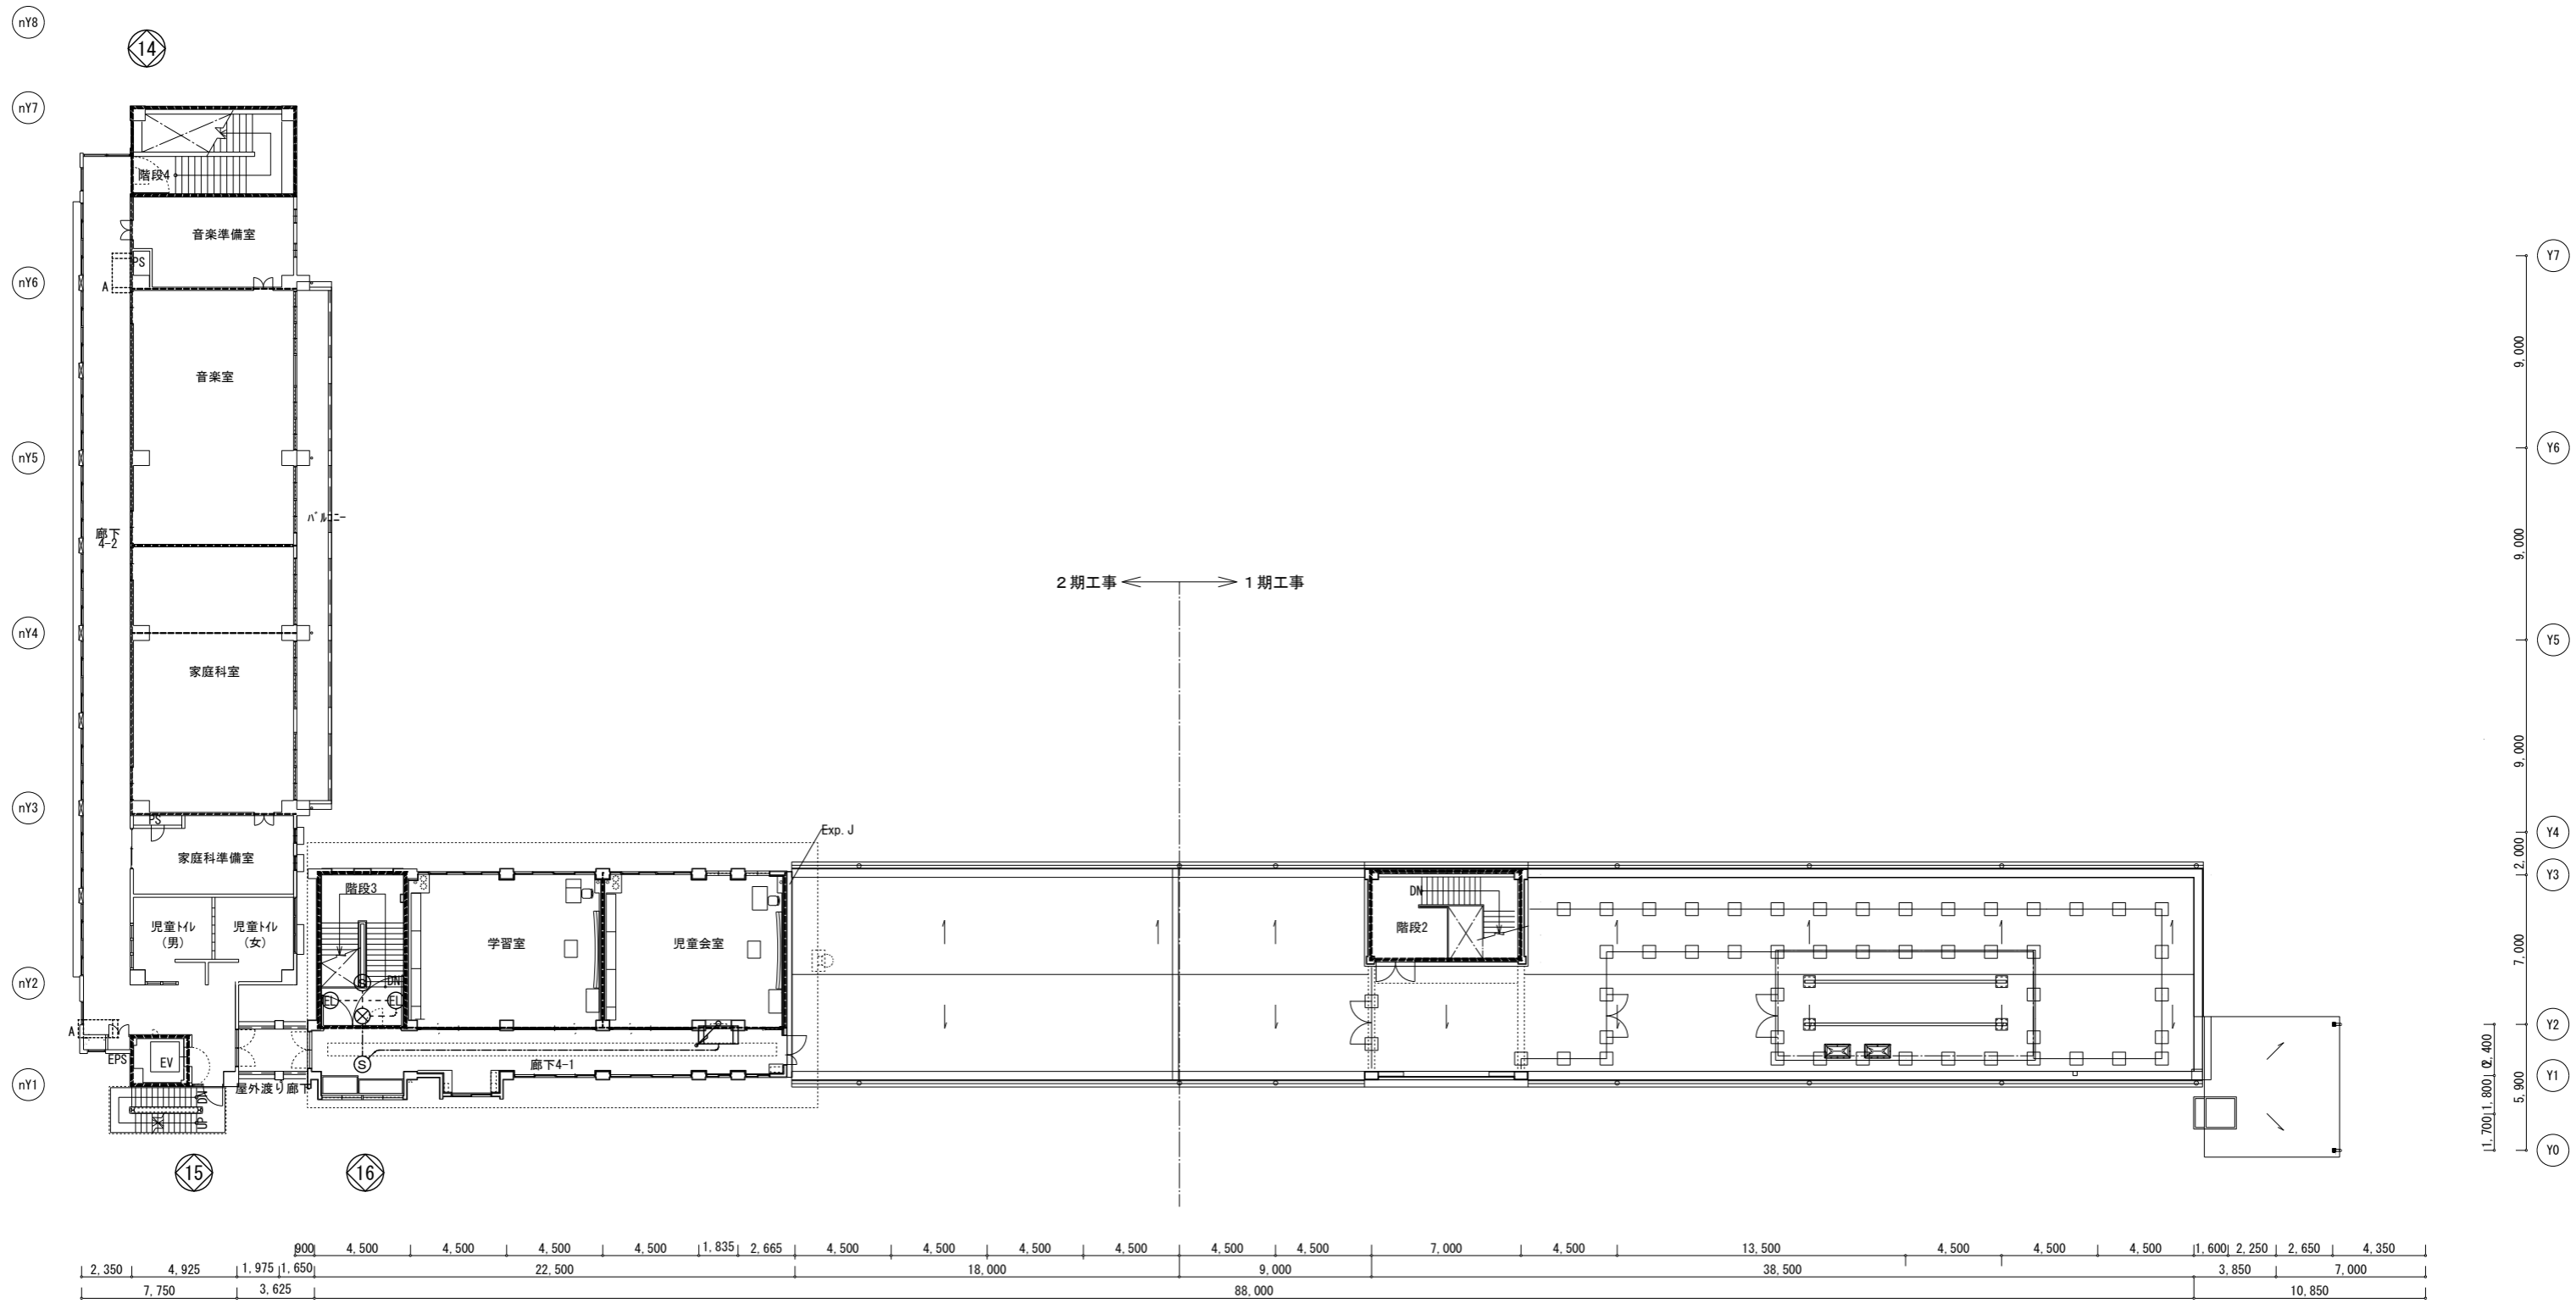 nY8
14
nY7
階段4
音楽準備室
PS
nY6
A
Y7
9,000
音楽室
nY5
Y6
バルコニー
廊下
4-2
9,000
2期工事
1期工事
nY4
Y5
家庭科室
9,000
nY3
PS
Exp.J
Y4
家庭科準備室
2,000
階段3
DN
Y3
児童トイレ
(男)
児童トイレ
(女)
学習室
児童会室
階段2
7,000
nY2
DN
S
EL
EL
A
Y2
EPS
EV
S
廊下4-1
2,400
nY1
屋外渡り廊下
Y1
1,800
5,900
DN
UP
1,700
Y0
15
16
900
4,500
4,500
4,500
4,500
1,835
2,665
4,500
4,500
4,500
4,500
4,500
4,500
7,000
4,500
13,500
4,500
4,500
4,500
1,600
2,250
2,650
4,350
2,350
4,925
1,975
1,650
22,500
18,000
9,000
38,500
3,850
7,000
7,750
3,625
88,000
10,850